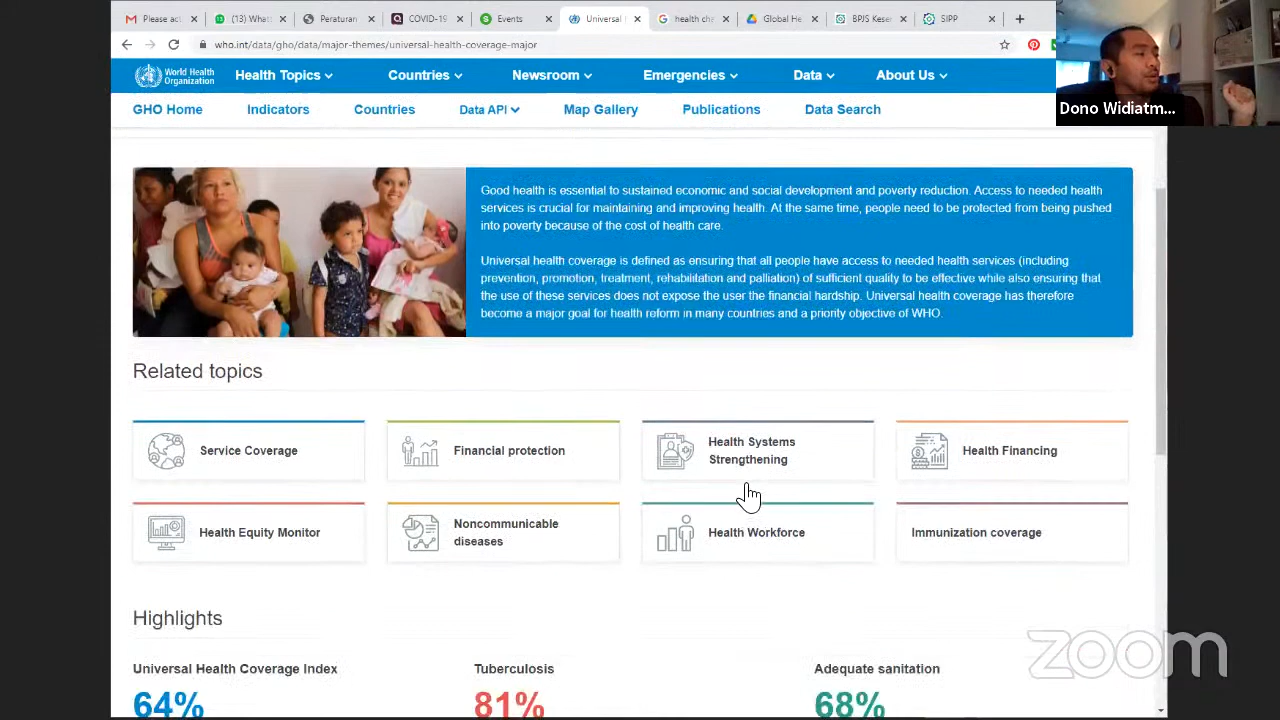 Please ac
(13) What
Peraturan
COVID-19
Events
Universal
health ch
Global He
BPJS Kese
SIPP
who.int/data/gho/data/major-themes/universal-health-coverage-major
World Health Organization
Health Topics
Countries
Newsroom
Emergencies
Data
About Us
GHO Home
Indicators
Countries
Data API
Map Gallery
Publications
Data Search
Dono Widiatm...
Good health is essential to sustained economic and social development and poverty reduction. Access to needed health
services is crucial for maintaining and improving health. At the same time, people need to be protected from being pushed
into poverty because of the cost of health care.
Universal health coverage is defined as ensuring that all people have access to needed health services (including
prevention, promotion, treatment, rehabilitation and palliation) of sufficient quality to be effective while also ensuring that
the use of these services does not expose the user the financial hardship. Universal health coverage has therefore
become a major goal for health reform in many countries and a priority objective of WHO.
Related topics
Service Coverage
Financial protection
Health Systems
Strengthening
Health Financing
Health Equity Monitor
Noncommunicable
diseases
Health Workforce
Immunization coverage
Highlights
Universal Health Coverage Index
Tuberculosis
Adequate sanitation
64%
81%
68%
zoom